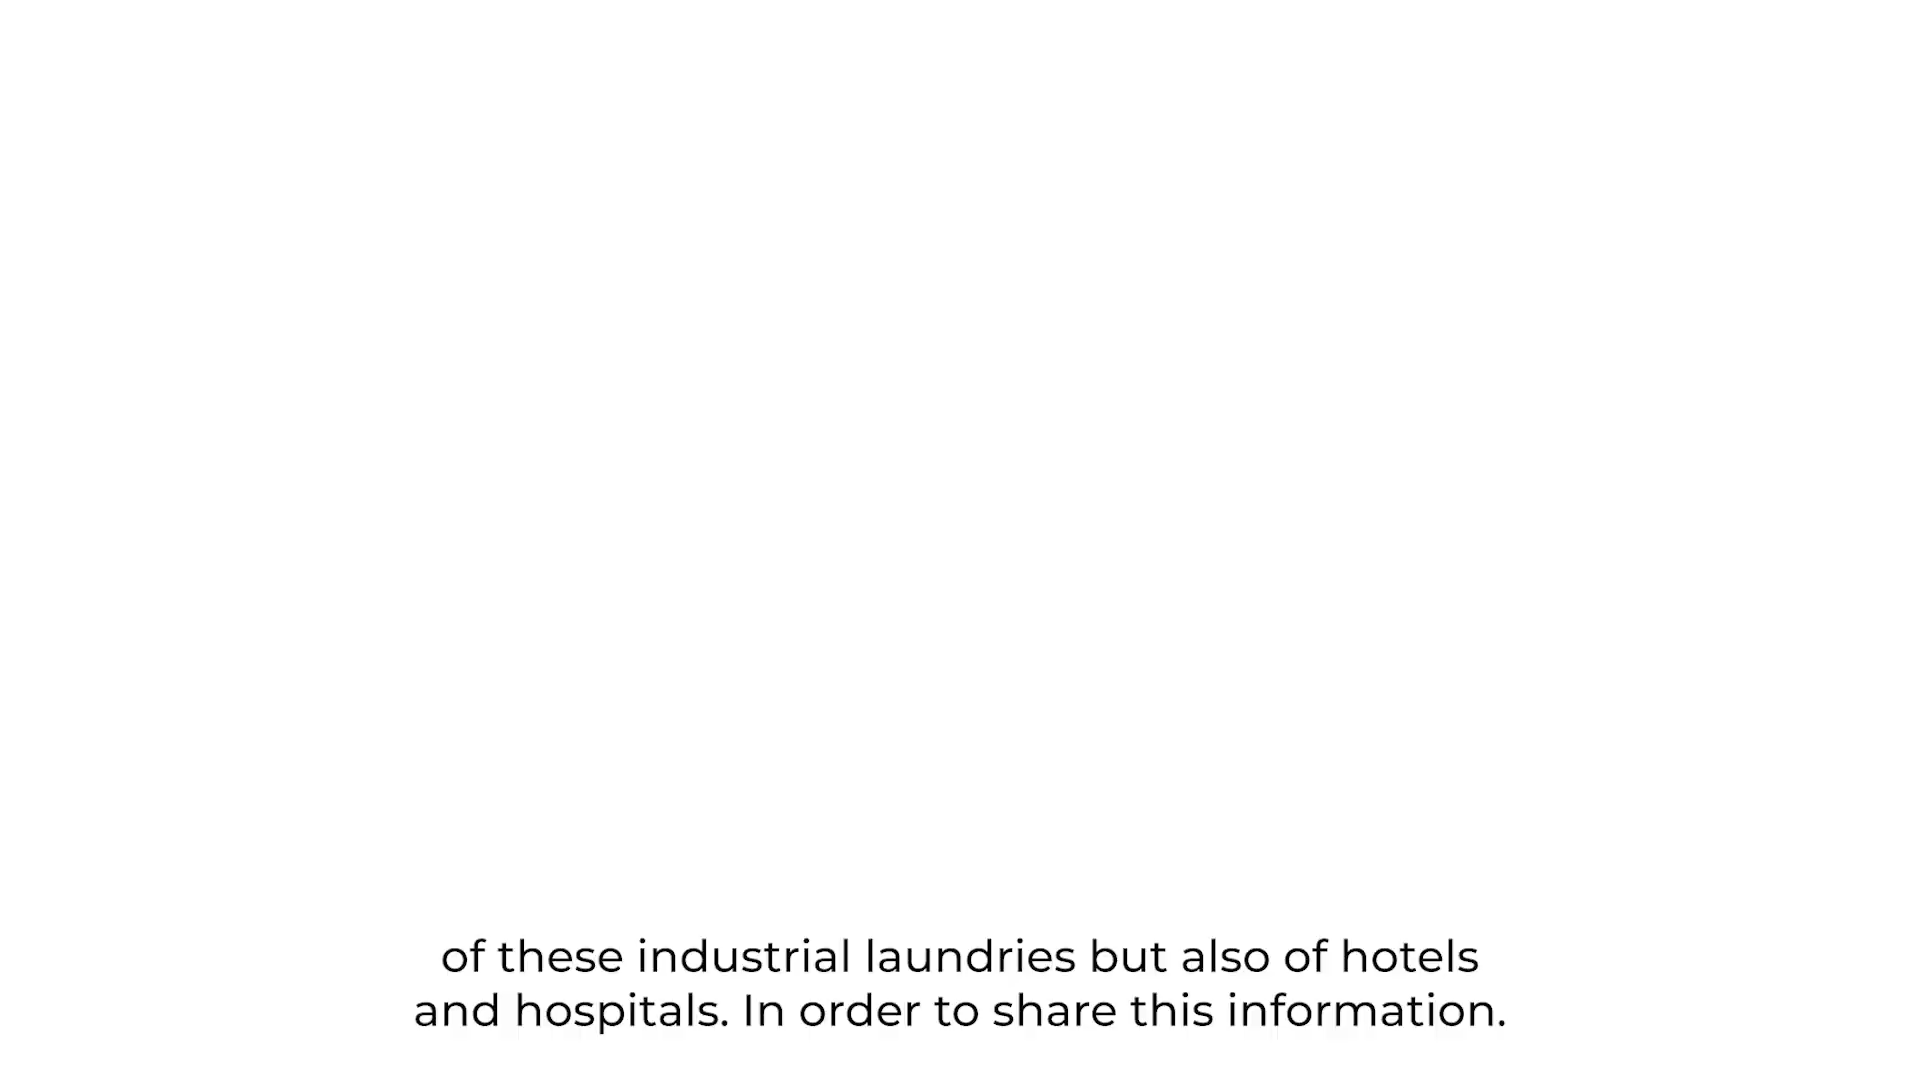 of these industrial laundries but also of hotels
and hospitals. In order to share this information.